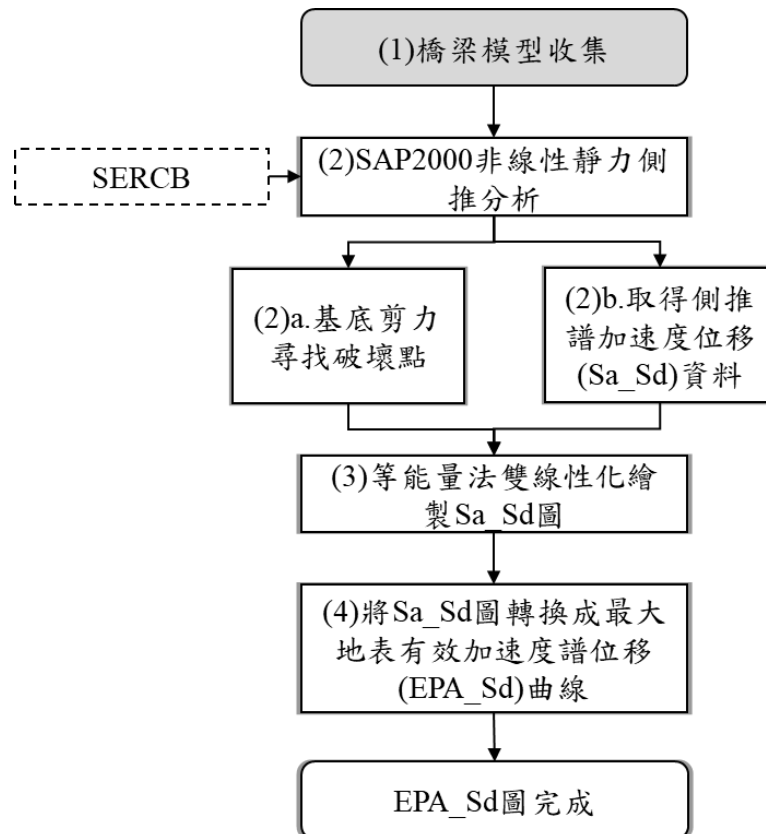 (1)橋梁模型收集
SERCB
(2)SAP2000非線性靜力側
推分析
(2)a.基底剪力
尋找破壞點
(2)b.取得側推
譜加速度位移
(Sa_Sd)資料
(3)等能量法雙線性化繪
製Sa_Sd圖
(4)將Sa_Sd圖轉換成最大
地表有效加速度譜位移
(EPA_Sd)曲線
EPA_Sd圖完成